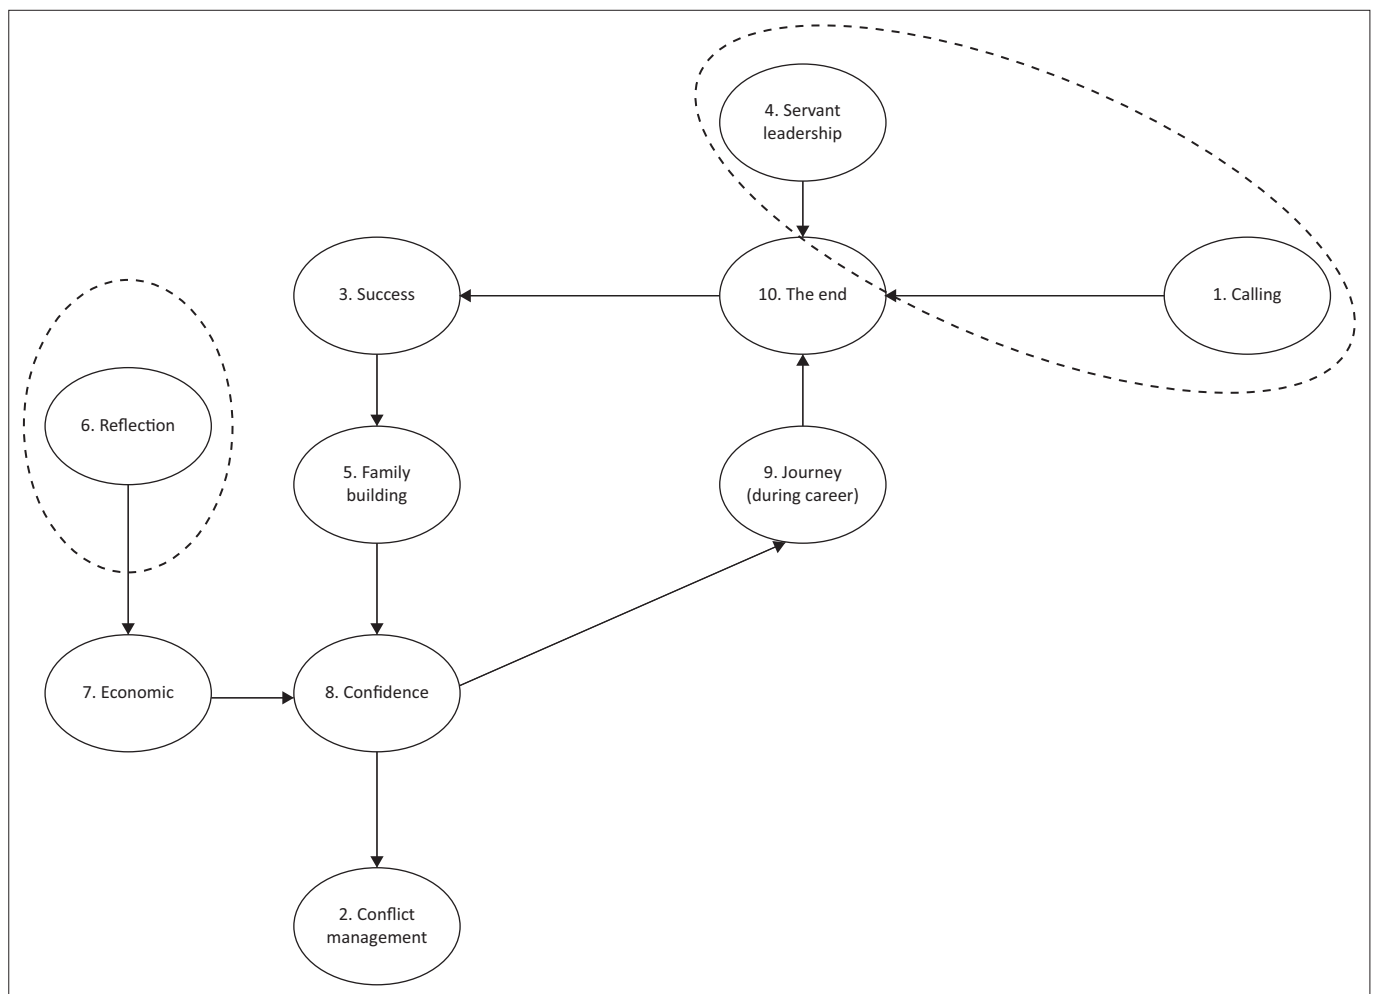 4. Servant
leadership
3. Success
10. The end
1. Calling
6. Reflection
5. Family
building
9. Journey
(during career)
7. Economic
8. Confidence
2. Conflict
management